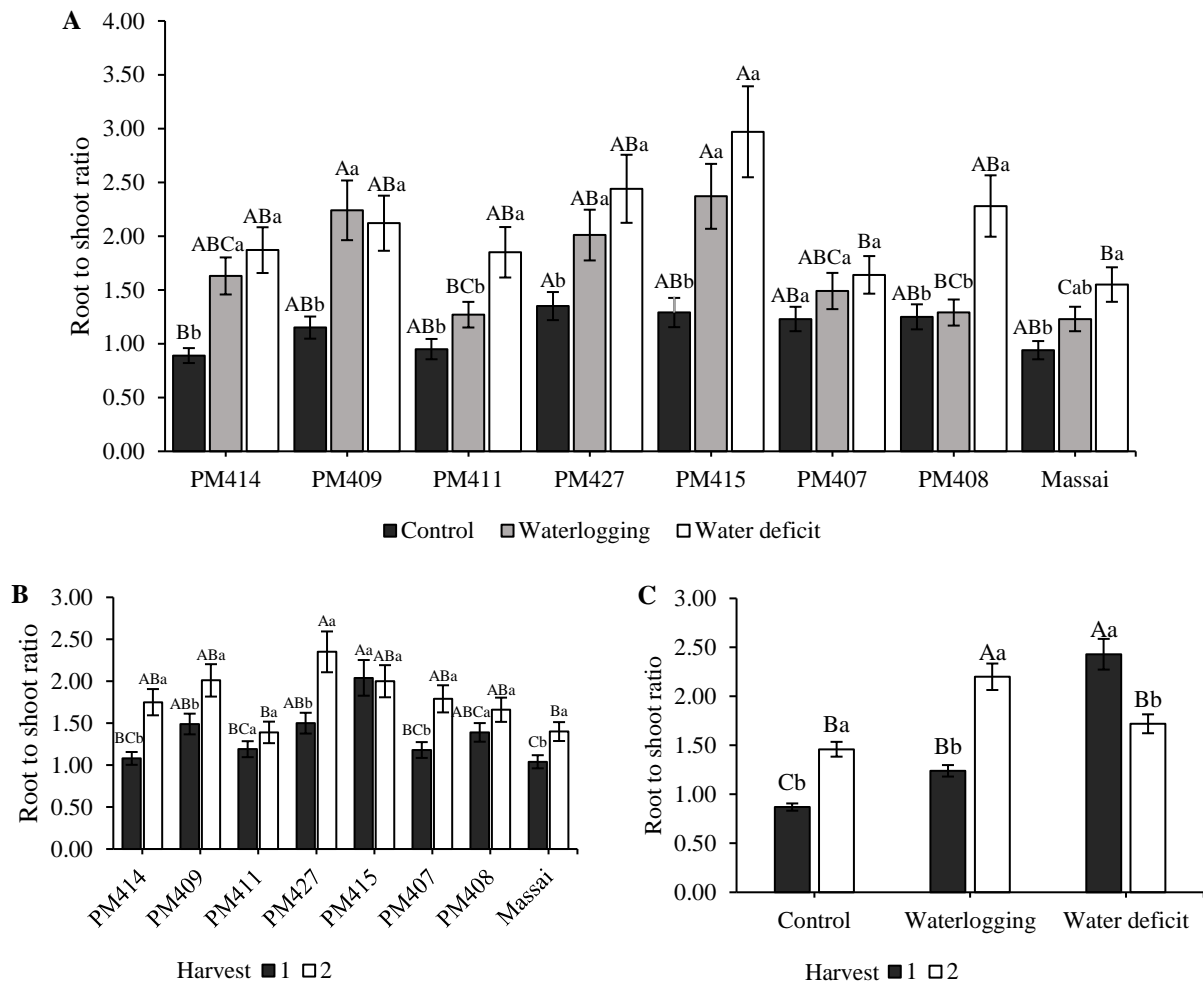 A
Root to shoot ratio
4.00
3.50
3.00
2.50
2.00
1.50
1.00
0.50
0.00
Bb ABCa ABa
ABb Aa ABa
ABb BCb ABa
Ab ABa ABa
ABb Aa Aa
ABa ABCa Ba
ABb BCb ABa
ABb Cab Ba
PM414 PM409 PM411 PM427 PM415 PM407 PM408 Massai
Control Waterlogging Water deficit
B
Root to shoot ratio
3.00
2.50
2.00
1.50
1.00
0.50
0.00
BCb ABa
ABb ABa
BCa Ba
ABb Aa
Aa ABa
BCb ABa
ABCa ABa
Cb Ba
PM414 PM409 PM411 PM427 PM415 PM407 PM408 Massai
Harvest 1 2
C
Root to shoot ratio
3.00
2.50
2.00
1.50
1.00
0.50
0.00
Cb Ba
Bb Aa
Aa Bb
Control Waterlogging Water deficit
Harvest 1 2